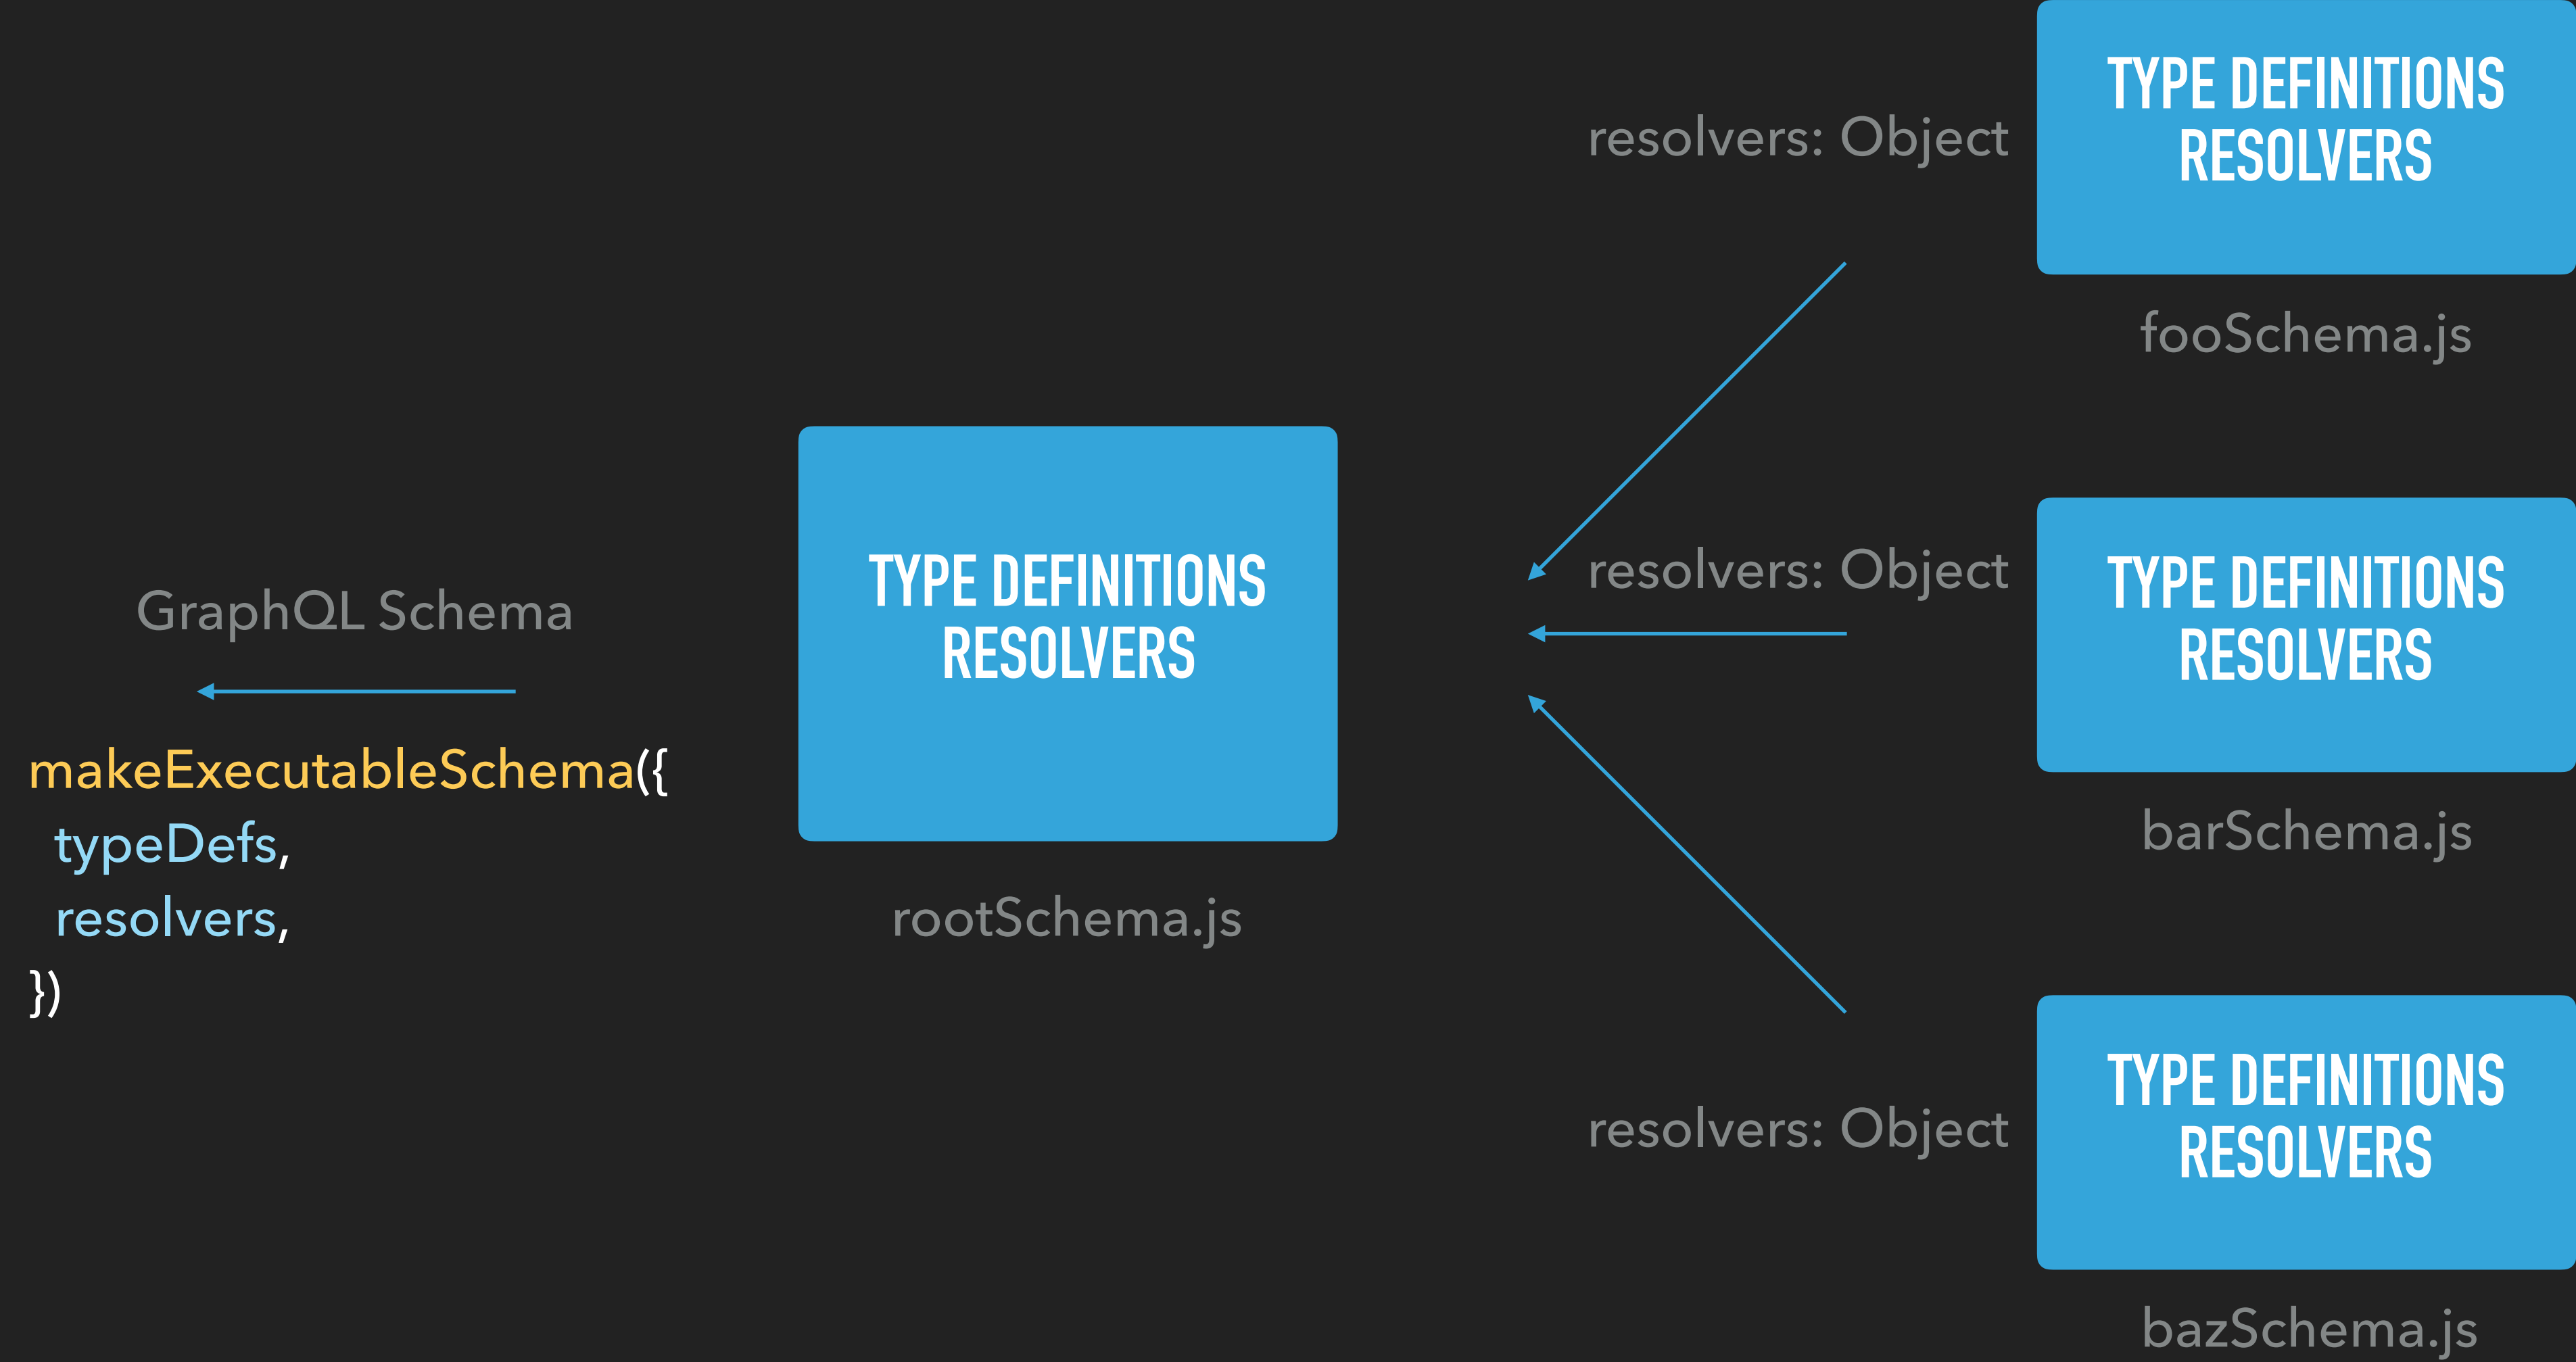 GraphQL Schema
makeExecutableSchema({
typeDefs,
resolvers,
})
TYPE DEFINITIONS
RESOLVERS
rootSchema.js
resolvers: Object
TYPE DEFINITIONS
RESOLVERS
fooSchema.js
resolvers: Object
TYPE DEFINITIONS
RESOLVERS
barSchema.js
resolvers: Object
TYPE DEFINITIONS
RESOLVERS
bazSchema.js